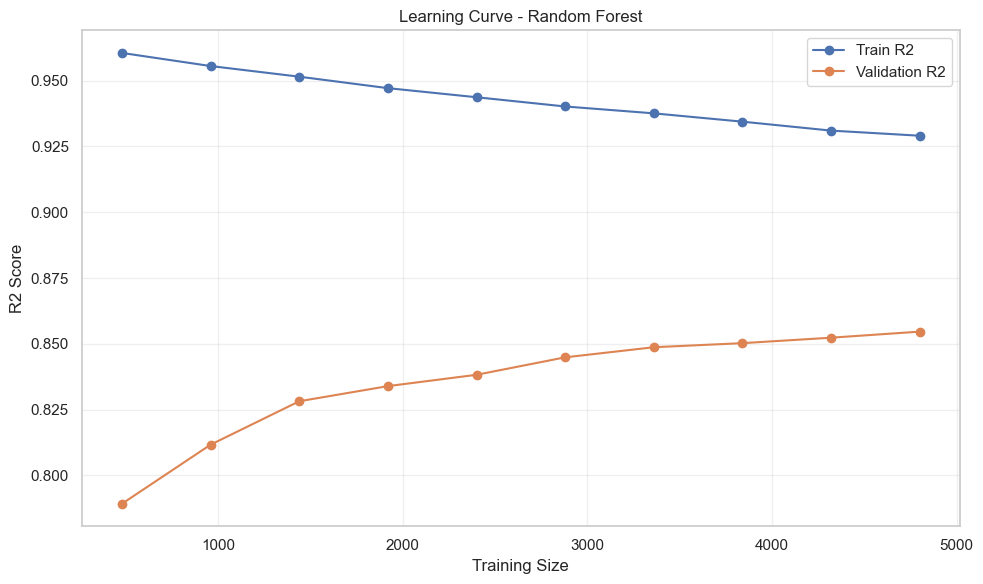 Learning Curve - Random Forest
Train R2
Validation R2
R2 Score
0.950
0.925
0.900
0.875
0.850
0.825
0.800
1000 2000 3000 4000 5000
Training Size